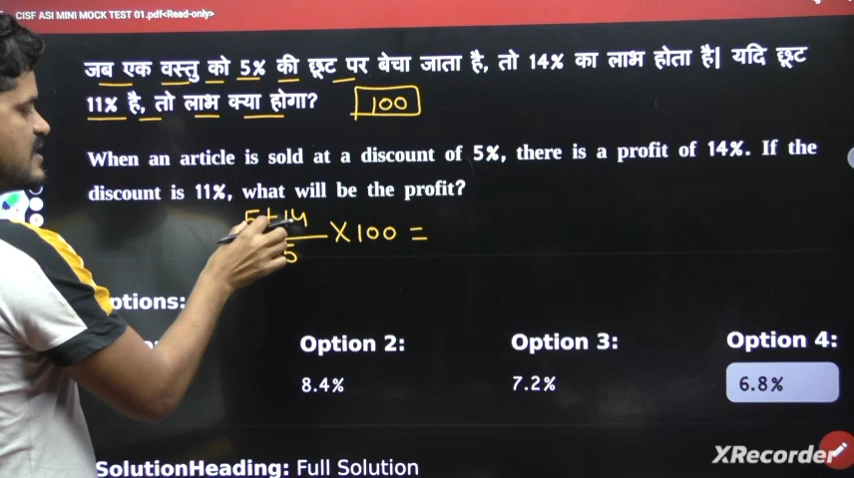 CISF ASI MINI MOCK TEST 01.pdf<Read-only>
जब एक वस्तु को 5% की छूट पर बेचा जाता है, तो 14% का लाभ होता है| यदि छूट
11% है, तो लाभ क्या होगा? 100
When an article is sold at a discount of 5%, there is a profit of 14%. If the
discount is 11%, what will be the profit?
5+14
× 100 =
5
ptions:
Option 2: Option 3: Option 4:
8.4% 7.2% 6.8%
XRecorder
SolutionHeading: Full Solution